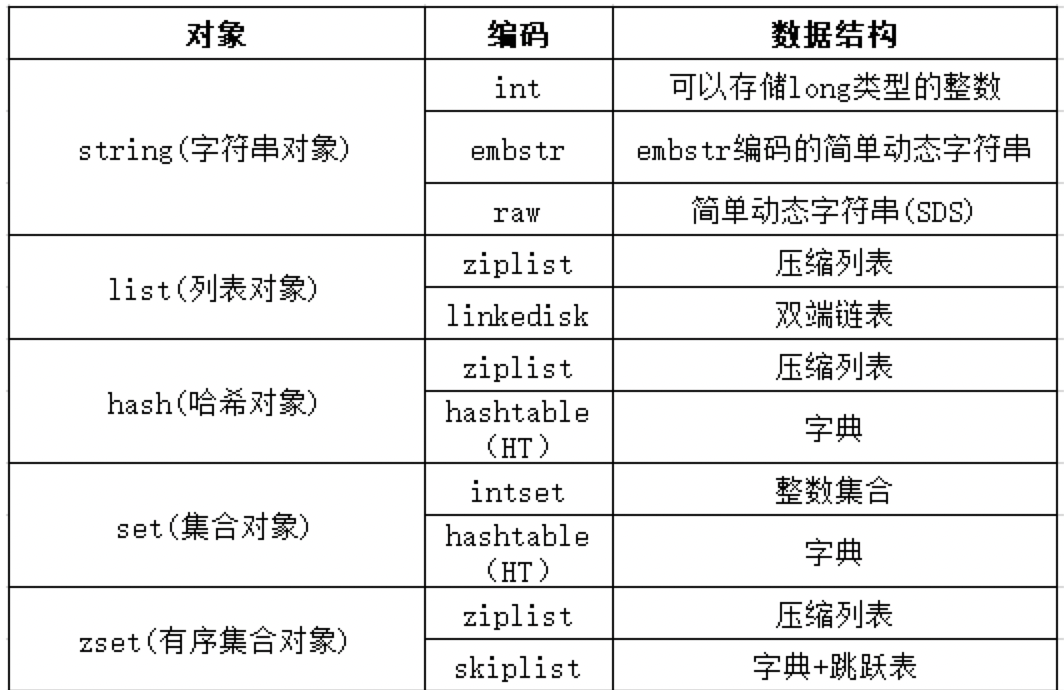 对象 编码 数据结构
string(字符串对象) int 可以存储long类型的整数
embstr embstr编码的简单动态字符串
raw 简单动态字符串(SDS)
list(列表对象) ziplist 压缩列表
linkedisk 双端链表
hash(哈希对象) ziplist 压缩列表
hashtable
(HT) 字典
set(集合对象) intset 整数集合
hashtable
(HT) 字典
zset(有序集合对象) ziplist 压缩列表
skiplist 字典+跳跃表